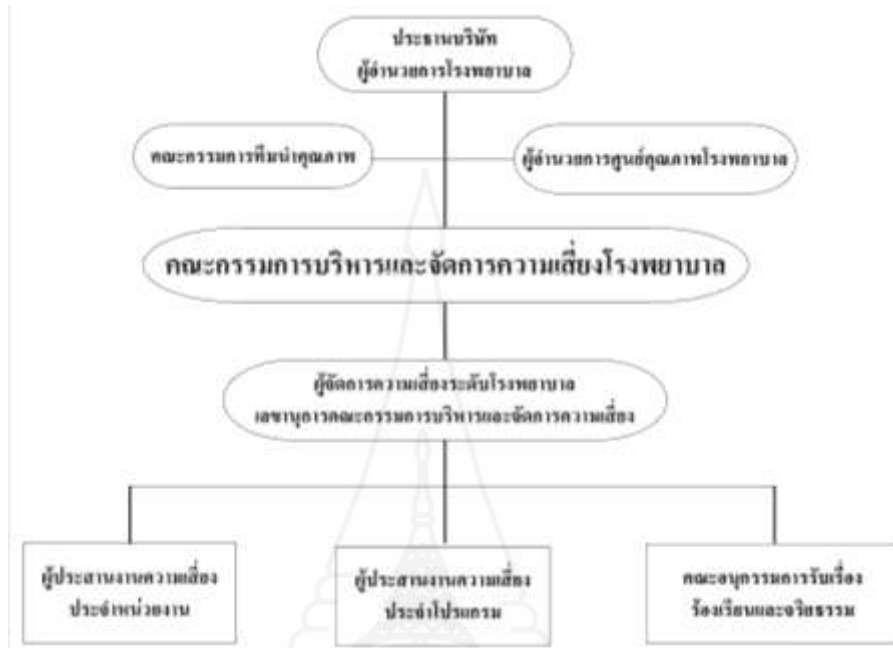 ประธานบริษัท
ผู้อำนวยการโรงพยาบาล
คณะกรรมการทีมนำคุณภาพ
ผู้อำนวยการศูนย์คุณภาพโรงพยาบาล
คณะกรรมการบริหารและจัดการความเสี่ยงโรงพยาบาล
ผู้จัดการความเสี่ยงระดับโรงพยาบาล
เลขานุการคณะกรรมการบริหารและจัดการความเสี่ยง
ผู้ประสานงานความเสี่ยง
ประจำหน่วยงาน
ผู้ประสานงานความเสี่ยง
ประจำโปรแกรม
คณะอนุกรรมการรับเรื่อง
ร้องเรียนและจริยธรรม